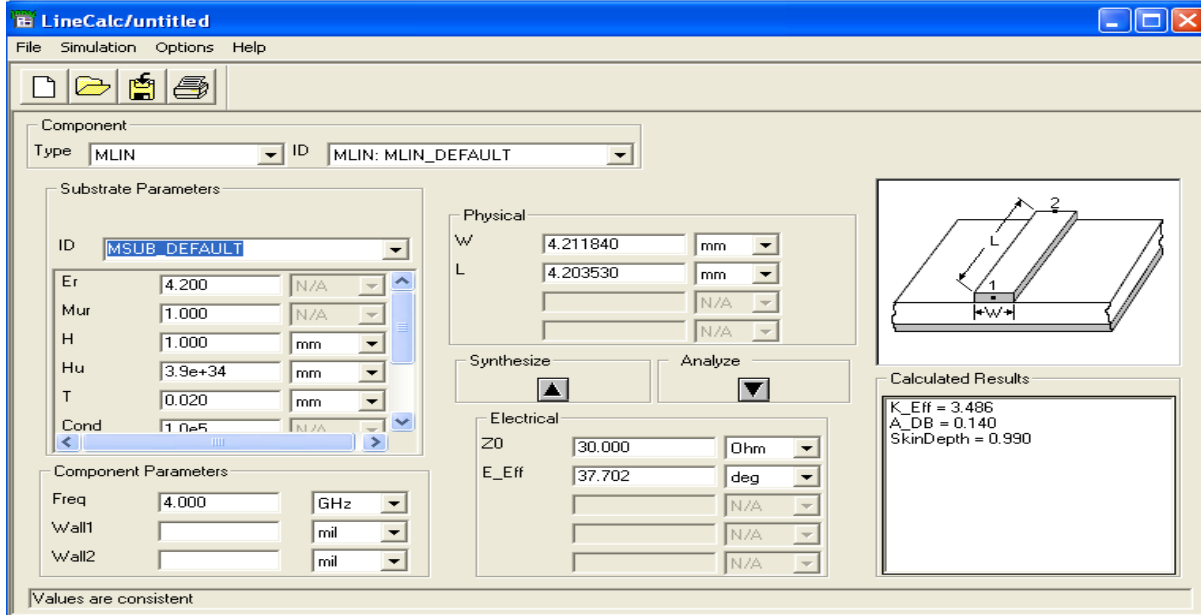 LineCalc/untitled
File Simulation Options Help
Component
Type MLIN ID MLIN: MLIN_DEFAULT
Substrate Parameters
ID MSUB_DEFAULT
Er 4.200 N/A
Mur 1.000 N/A
H 1.000 mm
Hu 3.9e+34 mm
T 0.020 mm
Cond 1.0e5 N/A
Component Parameters
Freq 4.000 GHz
Wall1 mil
Wall2 mil
Physical
W 4.211840 mm
L 4.203530 mm
N/A
N/A
Synthesize Analyze
Electrical
Z0 30.000 Ohm
E_Eff 37.702 deg
N/A
N/A
N/A
2
L
1
W
Calculated Results
K_Eff = 3.486
A_DB = 0.140
SkinDepth = 0.990
Values are consistent